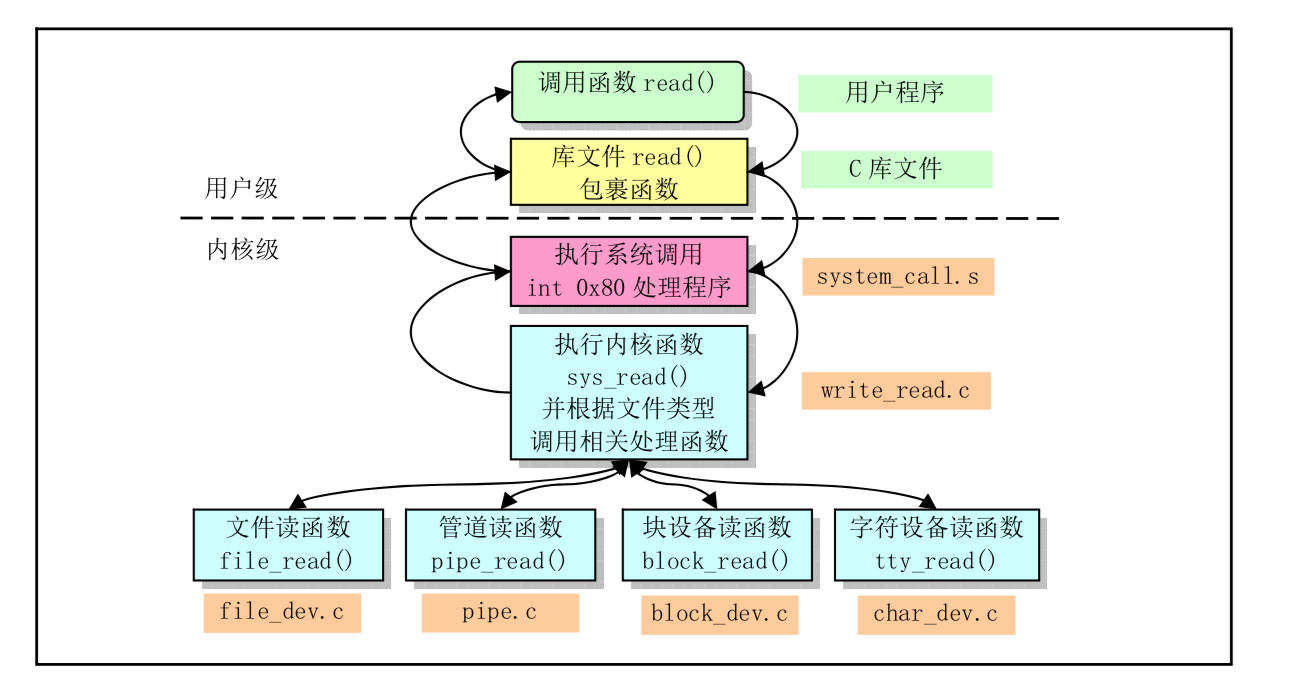 调用函数 read()
用户程序
库文件 read()
包裹函数
C 库文件
用户级
内核级
执行系统调用
int 0x80 处理程序
system_call.s
执行内核函数
sys_read()
并根据文件类型
调用相关处理函数
write_read.c
文件读函数
file_read()
管道读函数
pipe_read()
块设备读函数
block_read()
字符设备读函数
tty_read()
file_dev.c
pipe.c
block_dev.c
char_dev.c